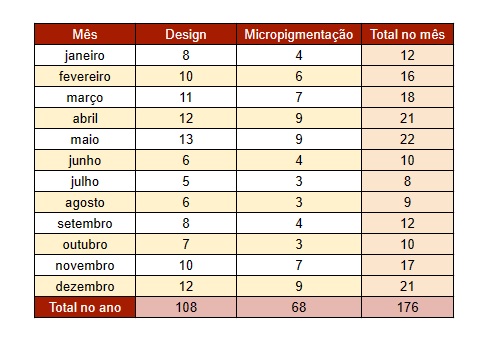 Mês Design Micropigmentação Total no mês
janeiro 8 4 12
fevereiro 10 6 16
março 11 7 18
abril 12 9 21
maio 13 9 22
junho 6 4 10
julho 5 3 8
agosto 6 3 9
setembro 8 4 12
outubro 7 3 10
novembro 10 7 17
dezembro 12 9 21
Total no ano 108 68 176